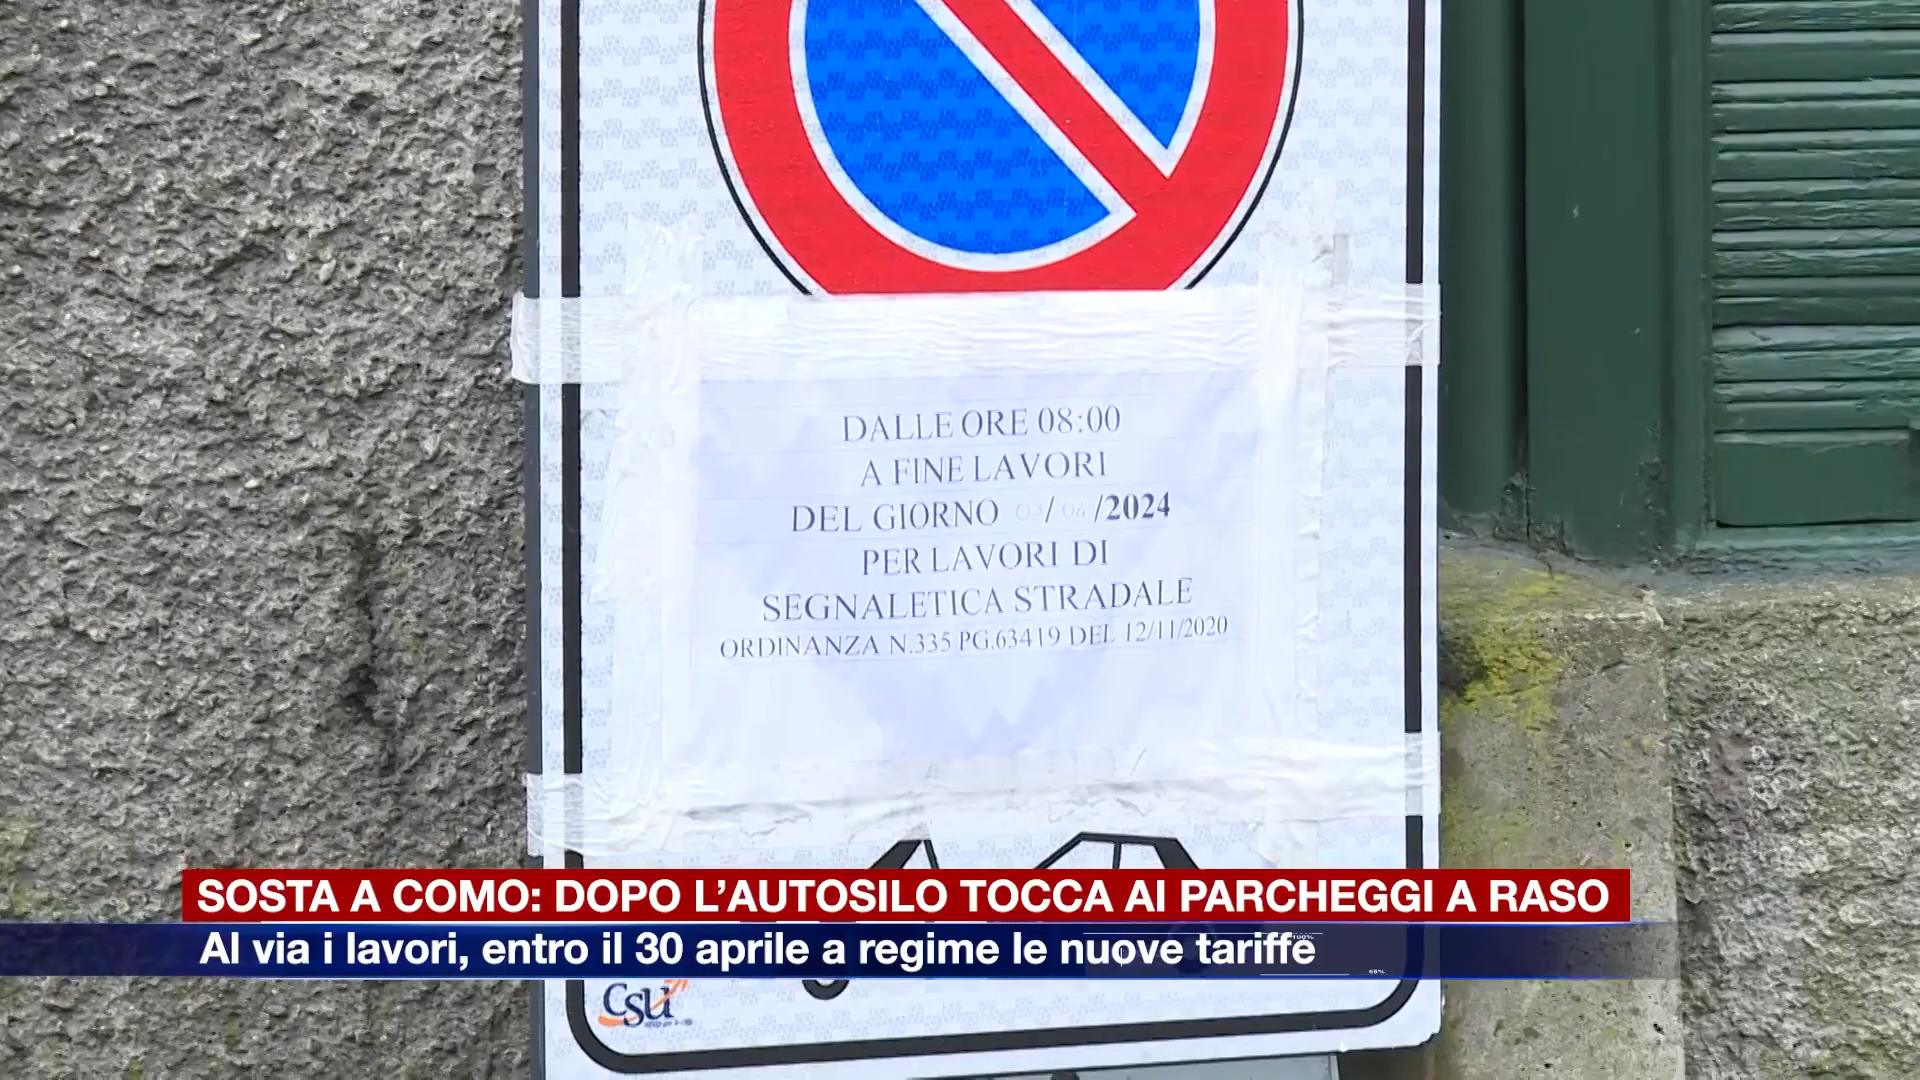 DALLE ORE 08:00
A FINE LAVORI
DEL GIORNO 03/04/2024
PER LAVORI DI
SEGNALETICA STRADALE
ORDINANZA N.335 PG.63419 DEL 12/11/2020
SOSTA A COMO: DOPO L’AUTOSILO TOCCA AI PARCHEGGI A RASO
Al via i lavori, entro il 30 aprile a regime le nuove tariffe
100%
csu